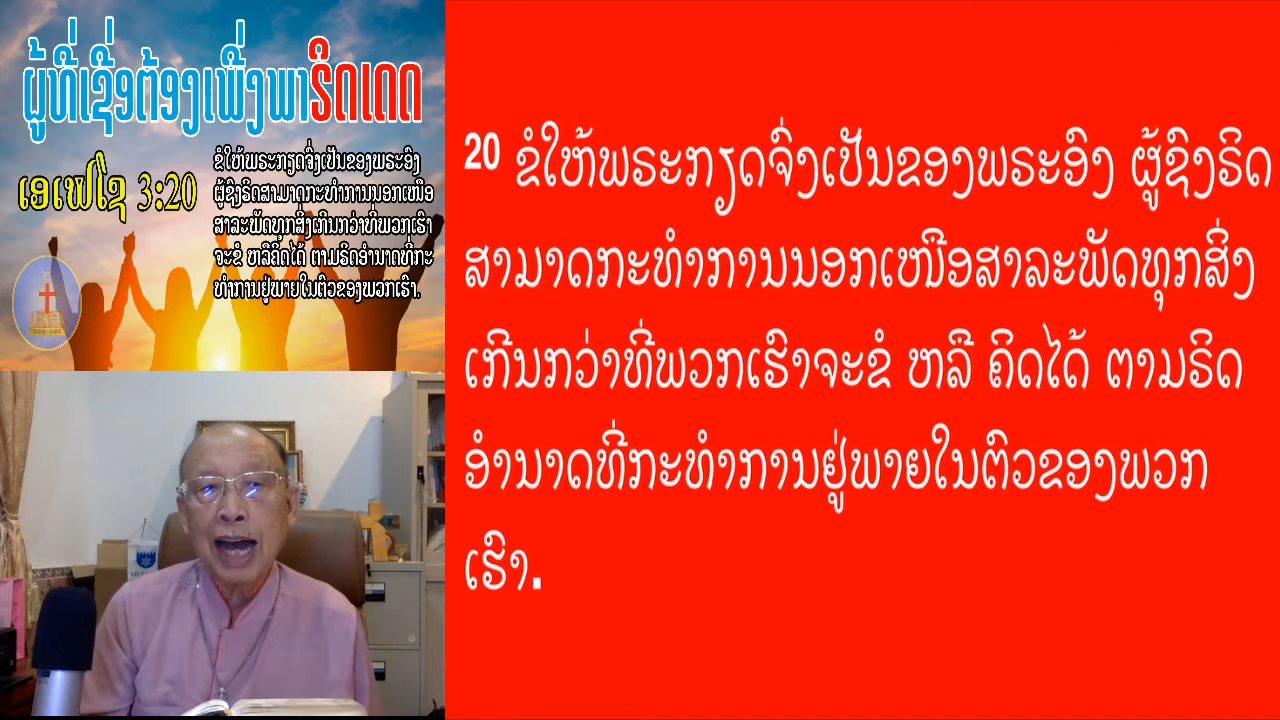 ຜູ້ທີ່ເຊື່ອຕ້ອງເພິ່ງພາຣິດເດດ
ເອເຟໂຊ 3:20
ຂໍໃຫ້ພຣະກຽດຈົ່ງເປັນຂອງພຣະອົງ
ຜູ້ຊົງຣິດສາມາດກະທໍາການນອກເໜືອ
ສາລະພັດທຸກສິ່ງເກີນກວ່າທີ່ພວກເຮົາ
ຈະຂໍ ຫລືຄິດໄດ້ ຕາມຣິດອໍານາດທີ່ກະ
ທໍາການຢູ່ພາຍໃນຕົວຂອງພວກເຮົາ.
20 ຂໍໃຫ້ພຣະກຽດຈົ່ງເປັນຂອງພຣະອົງ ຜູ້ຊົງຣິດ
ສາມາດກະທໍາການນອກເໜືອສາລະພັດທຸກສິ່ງ
ເກີນກວ່າທີ່ພວກເຮົາຈະຂໍ ຫລື ຄິດໄດ້ ຕາມຣິດ
ອໍານາດທີ່ກະທໍາການຢູ່ພາຍໃນຕົວຂອງພວກ
ເຮົາ.